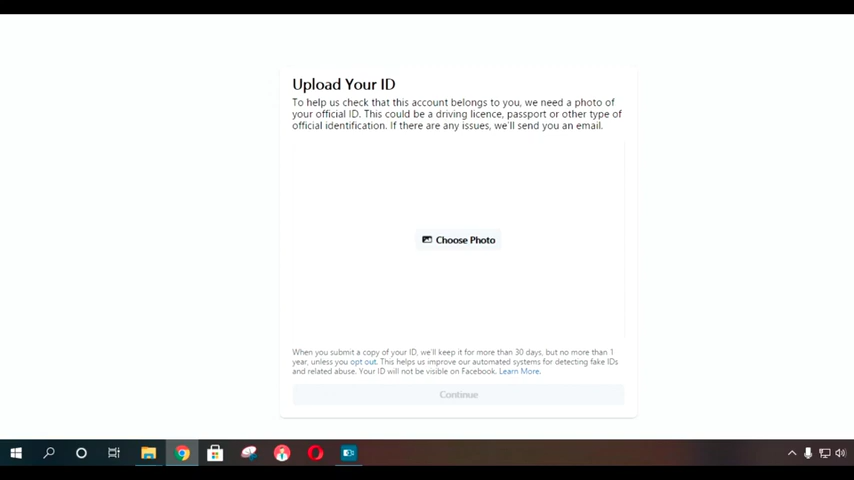 Upload Your ID
To help us check that this account belongs to you, we need a photo of
your official ID. This could be a driving licence, passport or other type of
official identification. If there are any issues, we'll send you an email.
Choose Photo
When you submit a copy of your ID, we'll keep it for more than 30 days, but no more than 1
year, unless you opt out. This helps us improve our automated systems for detecting fake IDs
and related abuse. Your ID will not be visible on Facebook. Learn More.
Continue